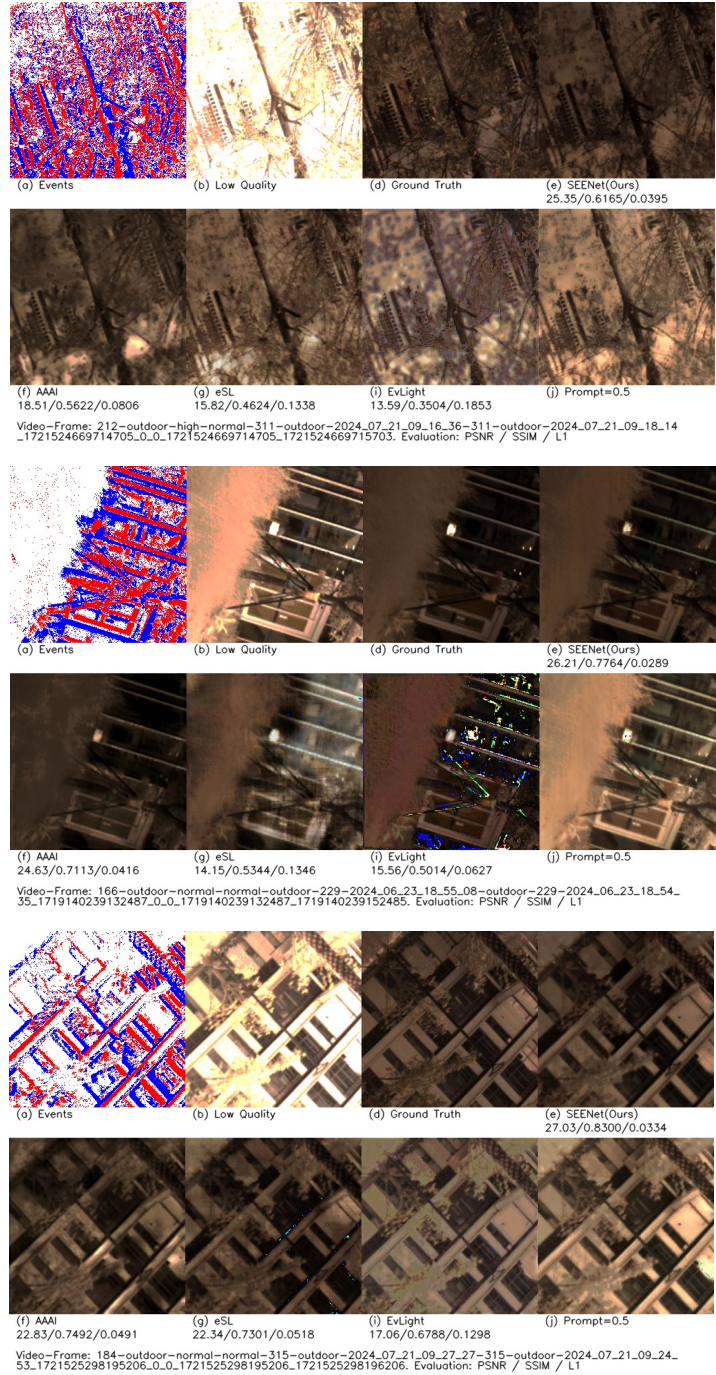 (a) Events
(b) Low Quality
(d) Ground Truth
(e) SEENet(Ours)
25.35/0.6165/0.0395
(f) AAAI
18.51/0.5622/0.0806
(g) eSL
15.82/0.4624/0.1338
(i) EvLight
13.59/0.3504/0.1853
(j) Prompt=0.5
Video-Frame: 212-outdoor-high-normal-311-outdoor-2024_07_21_09_16_36-311-outdoor-2024_07_21_09_18_14
_1721524669714705_0_0_1721524669714705_1721524669715703. Evaluation: PSNR / SSIM / L1
(a) Events
(b) Low Quality
(d) Ground Truth
(e) SEENet(Ours)
26.21/0.7764/0.0289
(f) AAAI
24.63/0.7113/0.0416
(g) eSL
14.15/0.5344/0.1346
(i) EvLight
15.56/0.5014/0.0627
(j) Prompt=0.5
Video-Frame: 166-outdoor-normal-normal-outdoor-229-2024_06_23_18_55_08-outdoor-229-2024_06_23_18_54_
35_1719140239132487_0_0_1719140239132487_1719140239152485. Evaluation: PSNR / SSIM / L1
(a) Events
(b) Low Quality
(d) Ground Truth
(e) SEENet(Ours)
27.03/0.8300/0.0334
(f) AAAI
22.83/0.7492/0.0491
(g) eSL
22.34/0.7301/0.0518
(i) EvLight
17.06/0.6788/0.1298
(j) Prompt=0.5
Video-Frame: 184-outdoor-normal-normal-315-outdoor-2024_07_21_09_27_27-315-outdoor-2024_07_21_09_24_
53_1721525298195206_0_0_1721525298195206_1721525298196206. Evaluation: PSNR / SSIM / L1